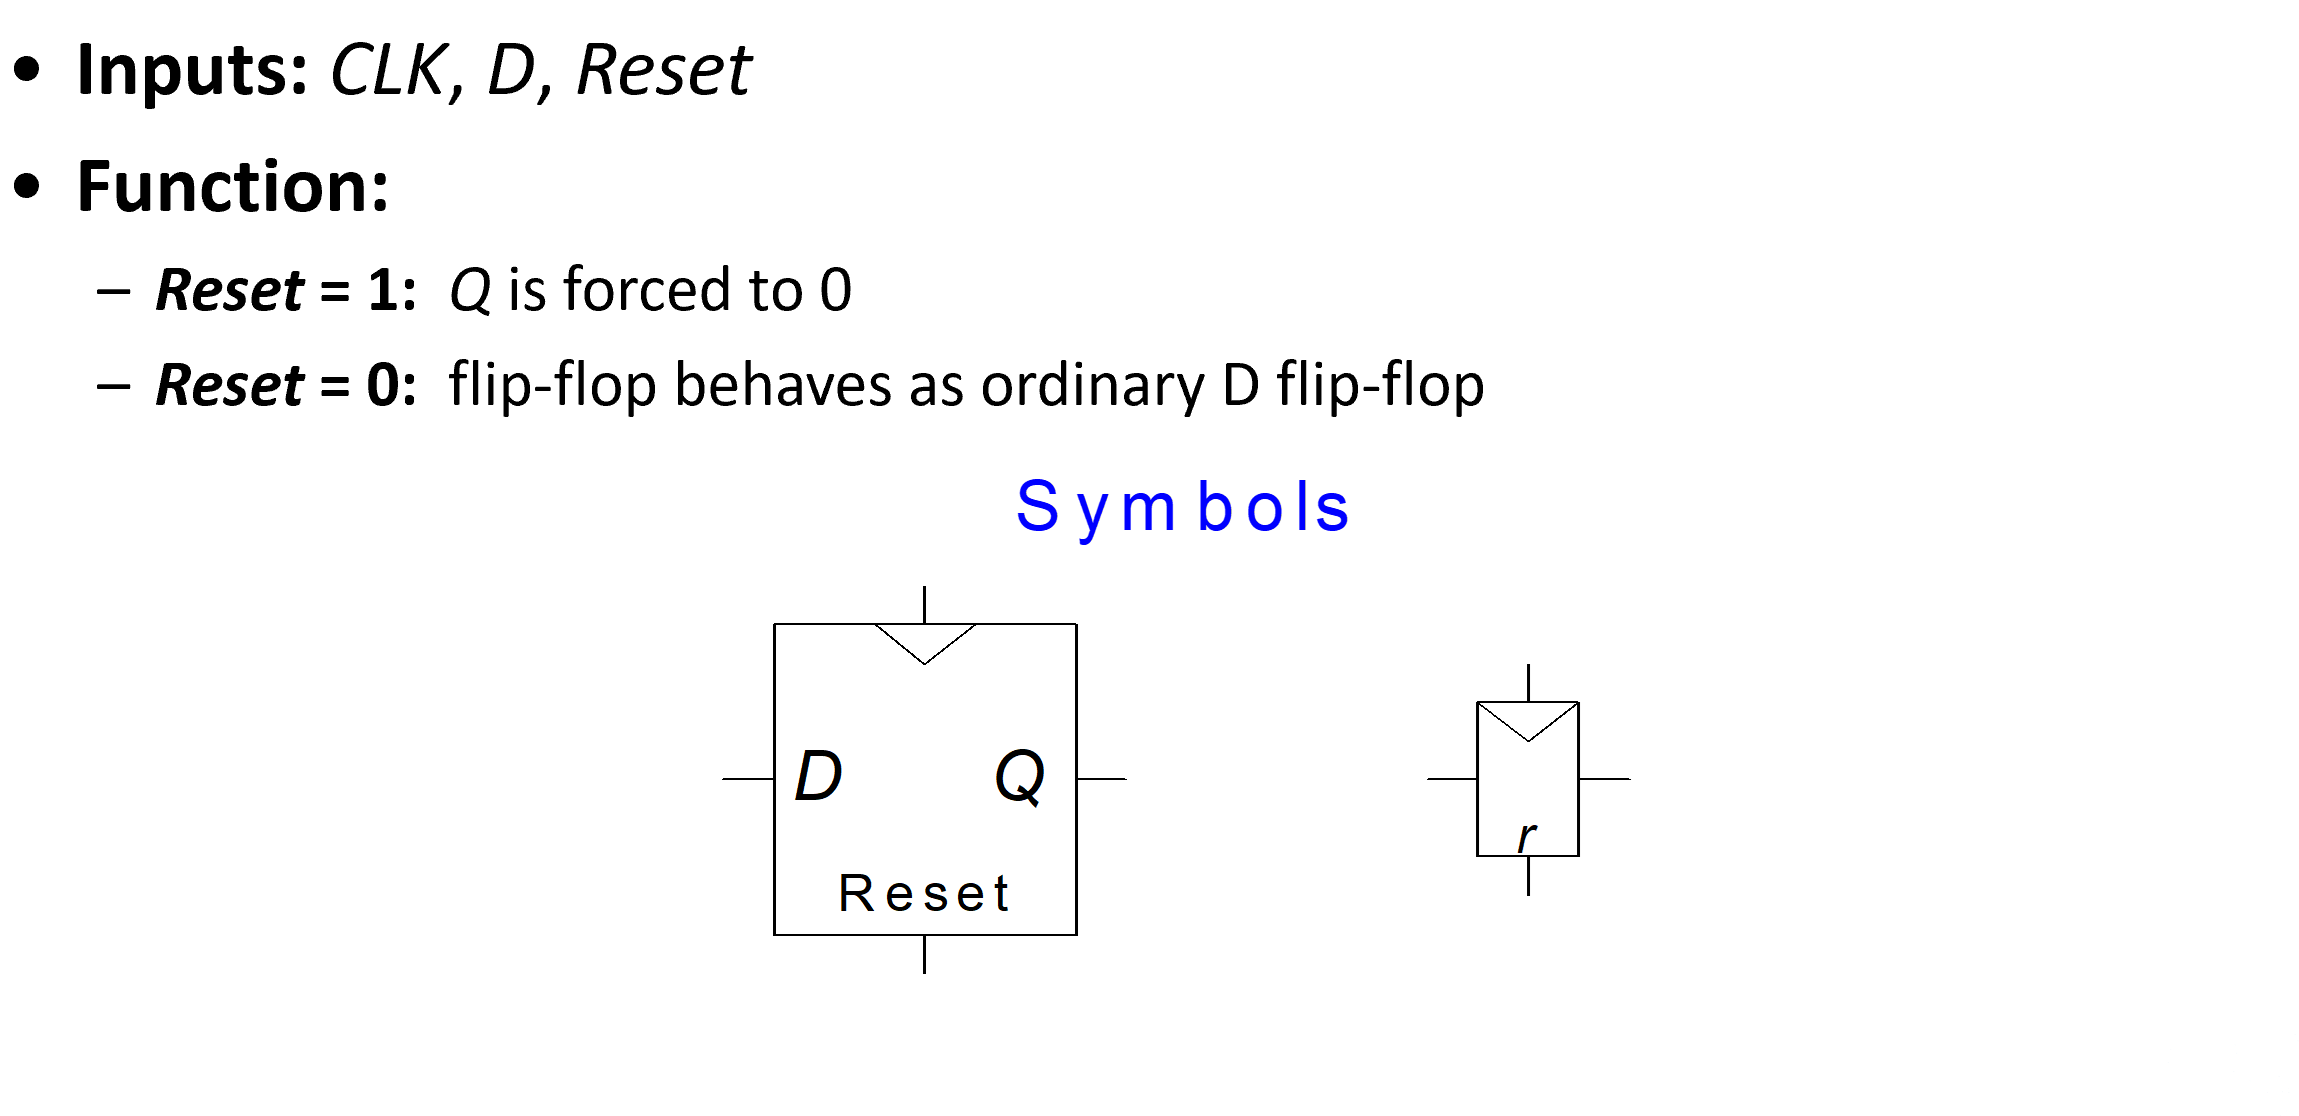 • Inputs: CLK, D, Reset
• Function:
– Reset = 1: Q is forced to 0
– Reset = 0: flip-flop behaves as ordinary D flip-flop
Symbols
D Q
Reset
r